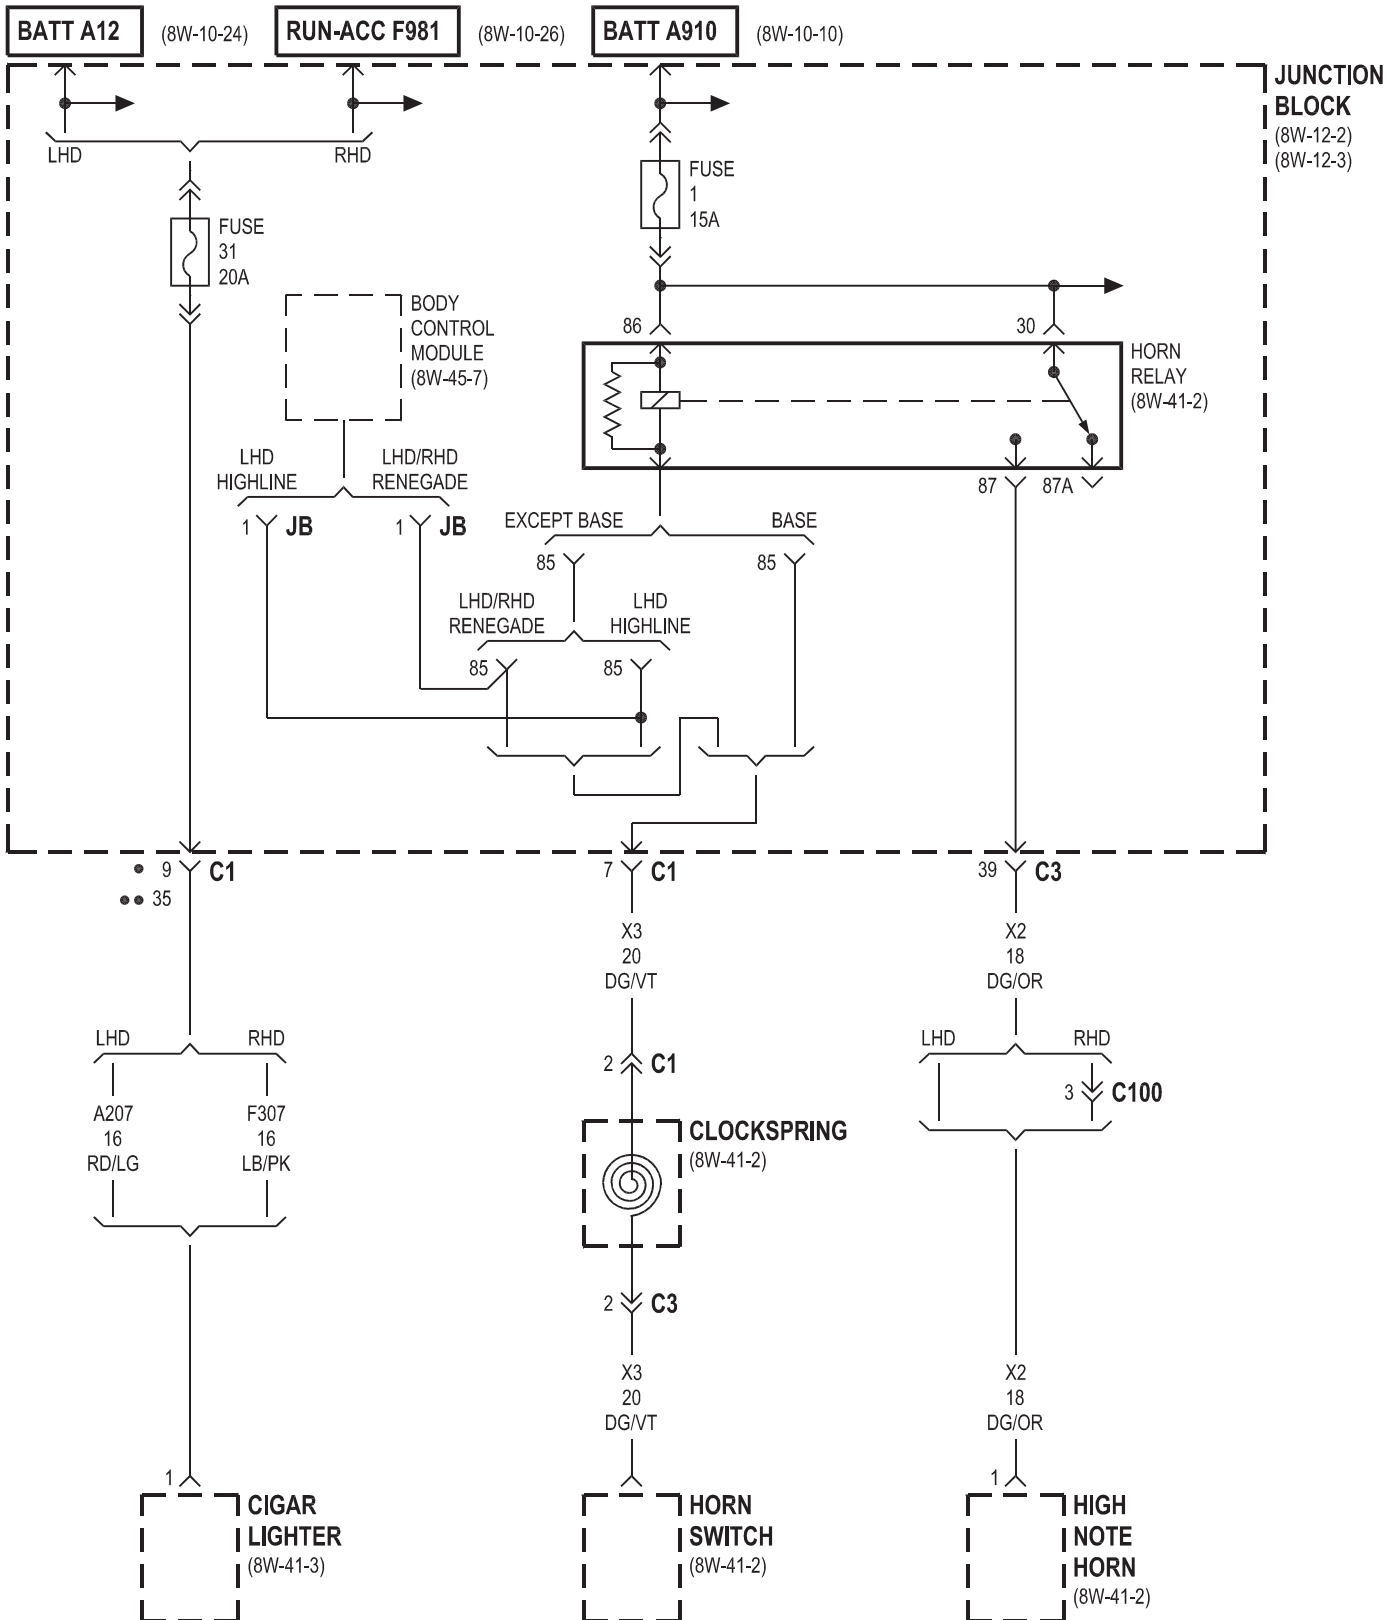 BATT A12 (8W-10-24) RUN-ACC F981 (8W-10-26) BATT A910 (8W-10-10)
JUNCTION
BLOCK
(8W-12-2)
(8W-12-3)
LHD RHD
FUSE
1
15A
FUSE
31
20A
BODY
CONTROL
MODULE
(8W-45-7)
86 30
HORN
RELAY
(8W-41-2)
LHD
HIGHLINE
LHD/RHD
RENEGADE
87 87A
1 JB 1 JB
EXCEPT BASE BASE
85 85
LHD/RHD
RENEGADE
LHD
HIGHLINE
85 85
• 9 C1
•• 35
7 C1
39 C3
X3
20
DG/VT
X2
18
DG/OR
LHD RHD
LHD RHD
2 C1
3 C100
A207
16
RD/LG
F307
16
LB/PK
CLOCKSPRING
(8W-41-2)
2 C3
X3
20
DG/VT
X2
18
DG/OR
1
1
CIGAR
LIGHTER
(8W-41-3)
HORN
SWITCH
(8W-41-2)
HIGH
NOTE
HORN
(8W-41-2)